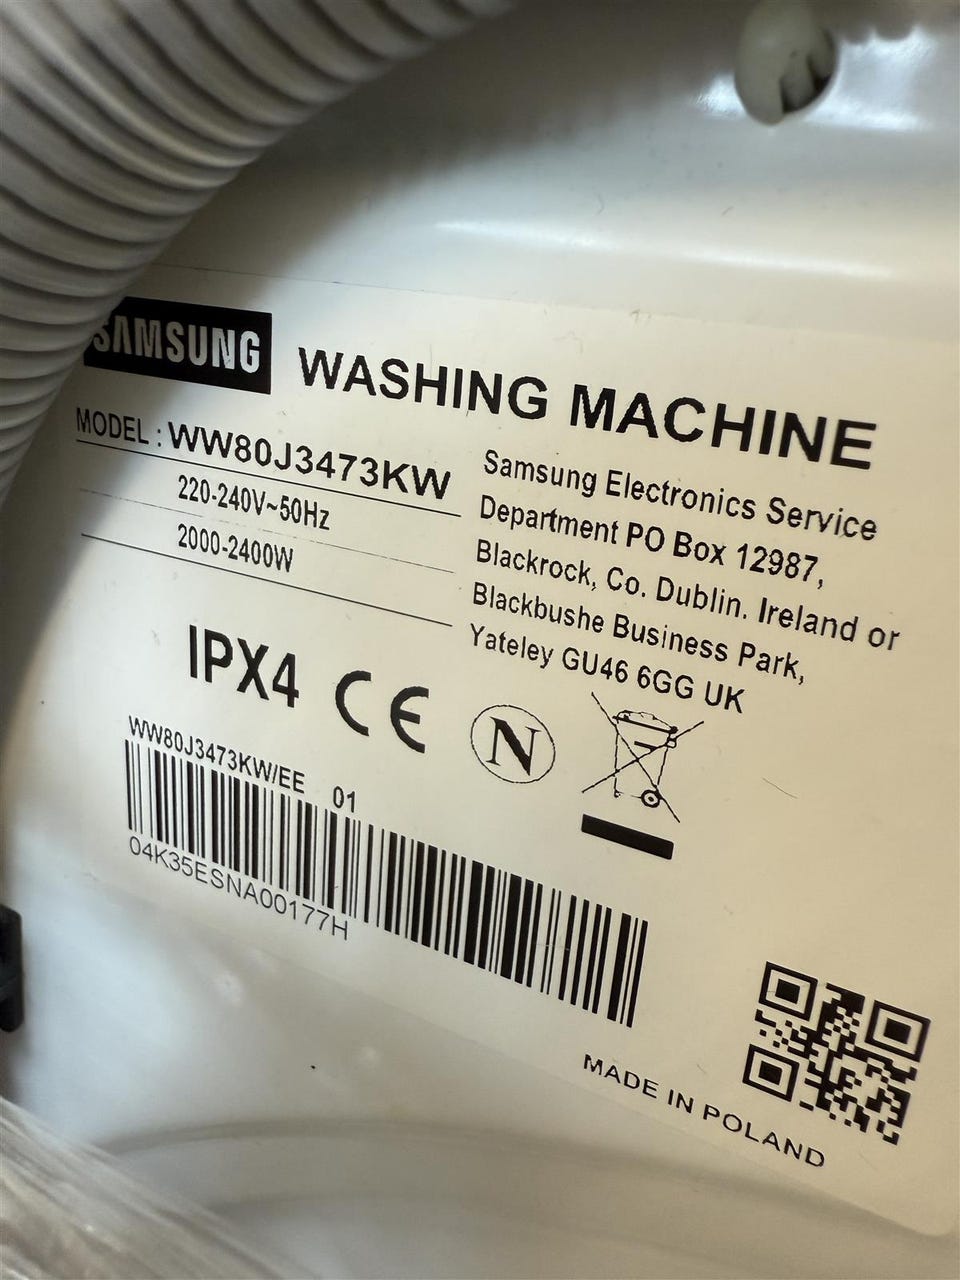 SAMSUNG
WASHING MACHINE
MODEL : WW80J3473KW
220-240V~50Hz
2000-2400W
Samsung Electronics Service
Department PO Box 12987,
Blackrock, Co. Dublin. Ireland or
Blackbushe Business Park,
Yateley GU46 6GG UK
IPX4
CE
N
WW80J3473KW/EE 01
04K35ESNA00177H
MADE IN POLAND